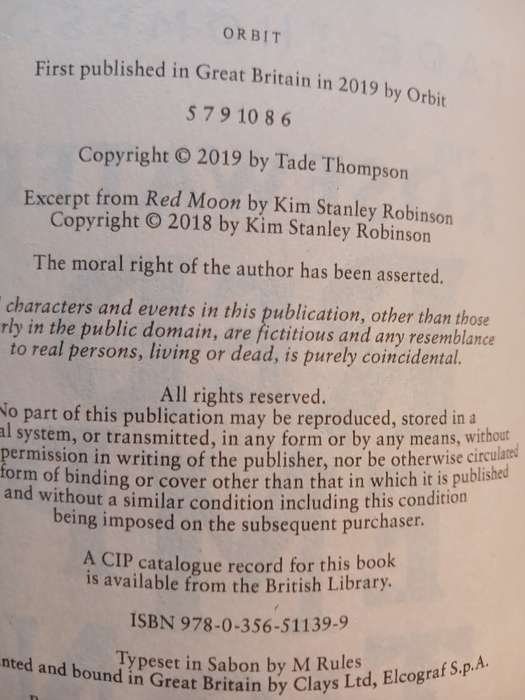 ORBIT
First published in Great Britain in 2019 by Orbit
5 7 9 10 8 6
Copyright © 2019 by Tade Thompson
Excerpt from Red Moon by Kim Stanley Robinson
Copyright © 2018 by Kim Stanley Robinson
The moral right of the author has been asserted.
characters and events in this publication, other than those
rly in the public domain, are fictitious and any resemblance
to real persons, living or dead, is purely coincidental.
All rights reserved.
No part of this publication may be reproduced, stored in a
al system, or transmitted, in any form or by any means, without
permission in writing of the publisher, nor be otherwise circulated
form of binding or cover other than that in which it is published
and without a similar condition including this condition
being imposed on the subsequent purchaser.
A CIP catalogue record for this book
is available from the British Library.
ISBN 978-0-356-51139-9
Typeset in Sabon by M Rules
nted and bound in Great Britain by Clays Ltd, Elcograf S.p.A.